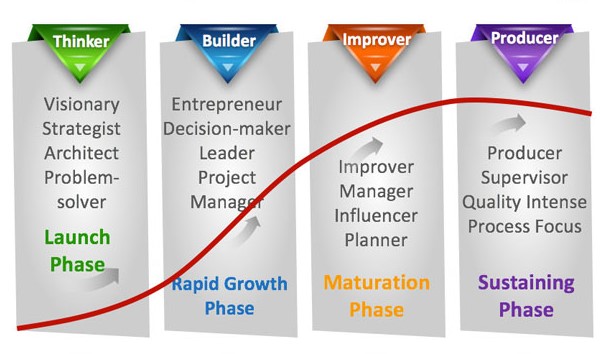 Thinker
Visionary
Strategist
Architect
Problem-
solver
Launch
Phase
Builder
Entrepreneur
Decision-maker
Leader
Project
Manager
Rapid Growth
Phase
Improver
Improver
Manager
Influencer
Planner
Maturation
Phase
Producer
Producer
Supervisor
Quality Intense
Process Focus
Sustaining
Phase